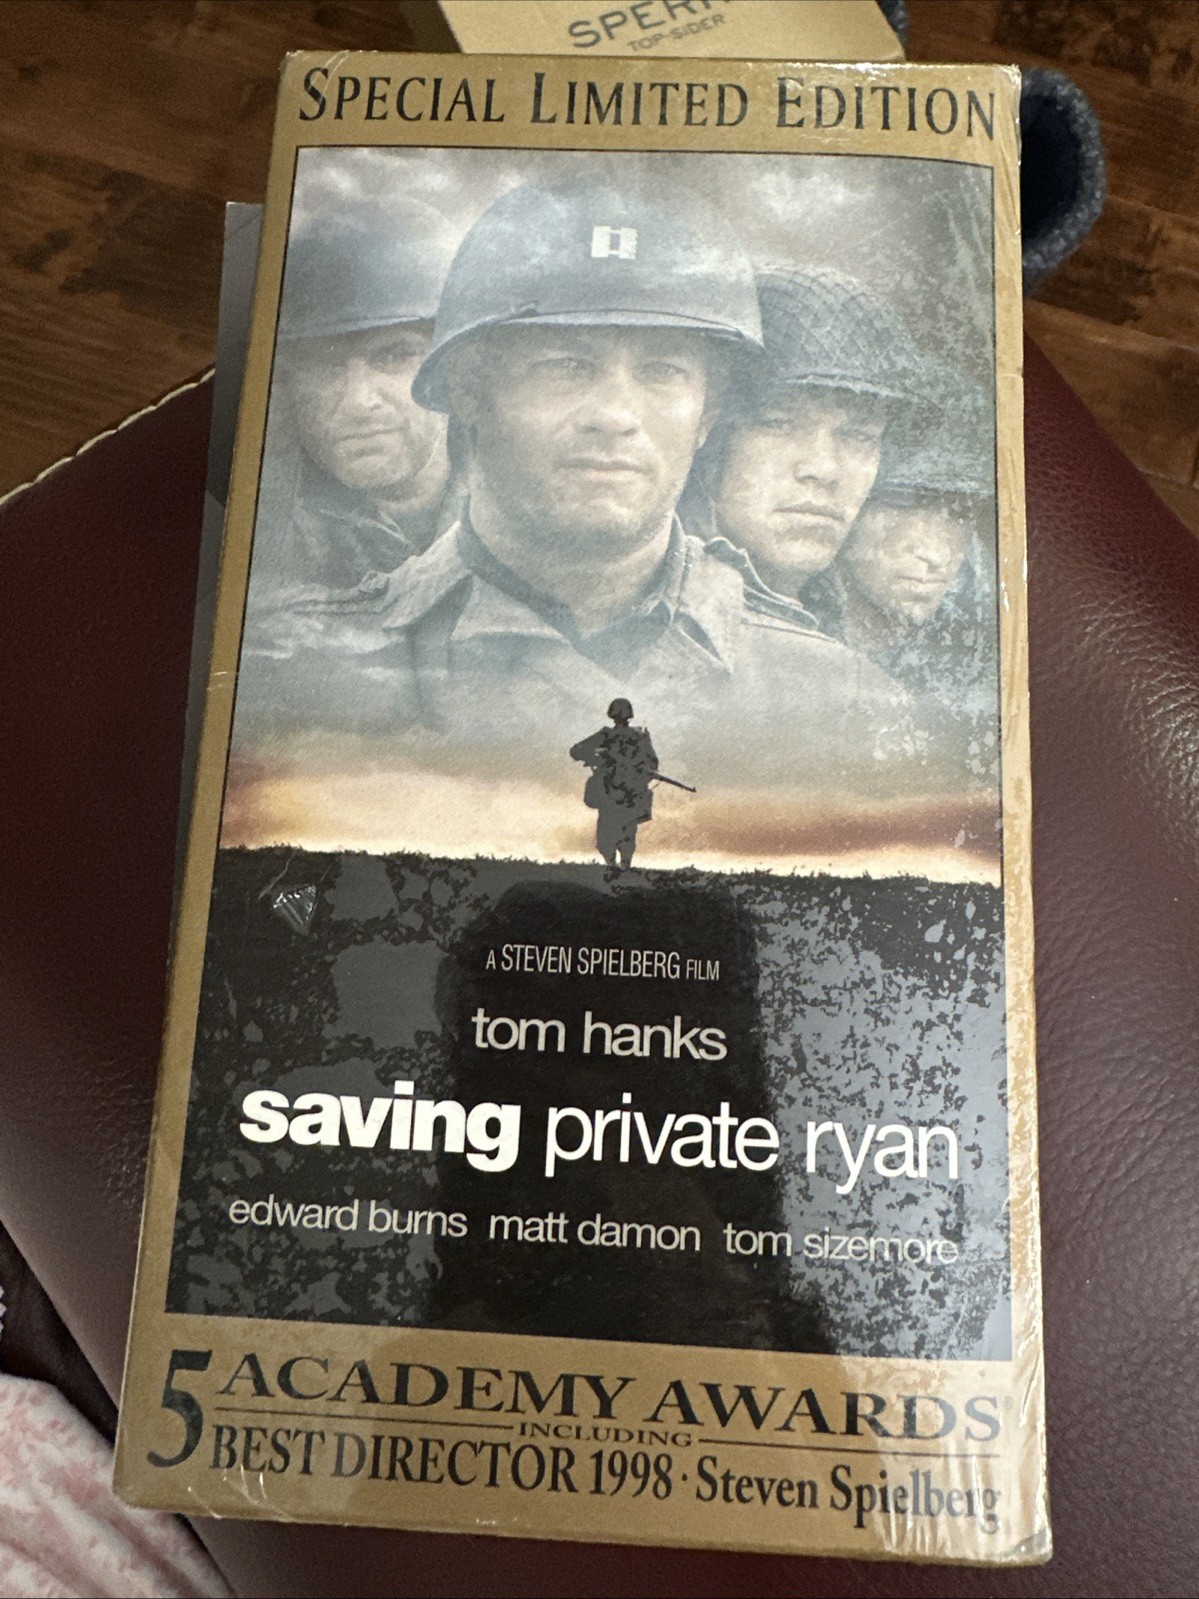 TOP-SIDER
SPECIAL LIMITED EDITION
A STEVEN SPIELBERG FILM
tom hanks
saving private ryan
edward burns matt damon tom sizemore
5 ACADEMY AWARDS®
INCLUDING
BEST DIRECTOR 1998 · Steven Spielberg